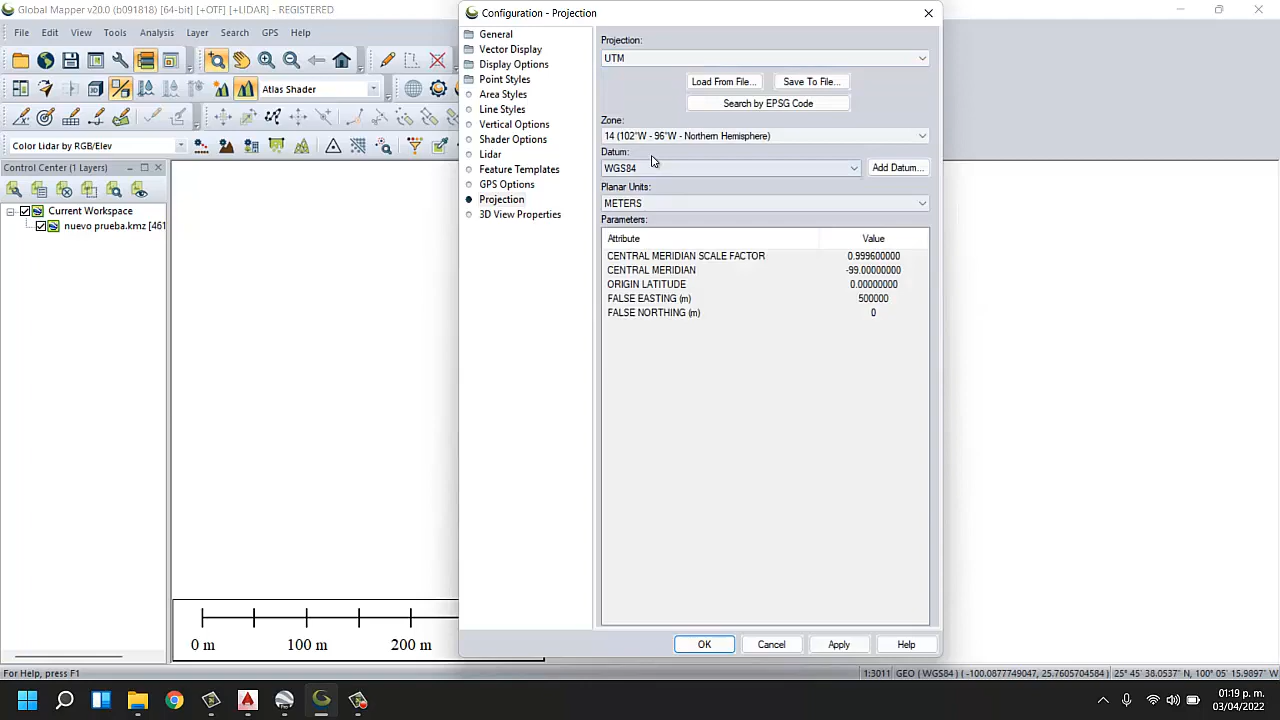 Global Mapper v20.0 (b091818) [64-bit] [+OTF] [+LIDAR] - REGISTERED
File Edit View Tools Analysis Layer Search GPS Help
Atlas Shader
Color Lidar by RGB/Elev
Control Center (1 Layers)
Current Workspace
nuevo prueba.kmz [461
Configuration - Projection
General
Vector Display
Display Options
Point Styles
Area Styles
Line Styles
Vertical Options
Shader Options
Lidar
Feature Templates
GPS Options
Projection
3D View Properties
Projection:
UTM
Load From File... Save To File...
Search by EPSG Code
Zone:
14 (102°W - 96°W - Northern Hemisphere)
Datum:
WGS84 Add Datum...
Planar Units:
METERS
Parameters:
Attribute Value
CENTRAL MERIDIAN SCALE FACTOR 0.999600000
CENTRAL MERIDIAN -99.00000000
ORIGIN LATITUDE 0.00000000
FALSE EASTING (m) 500000
FALSE NORTHING (m) 0
OK Cancel Apply Help
0 m 100 m 200 m
For Help, press F1
1:3011 GEO ( WGS84 ) ( -100.0877749047, 25.7605704584 ) 25° 45' 38.0537" N, 100° 05' 15.9897" W
01:19 p. m.
03/04/2022